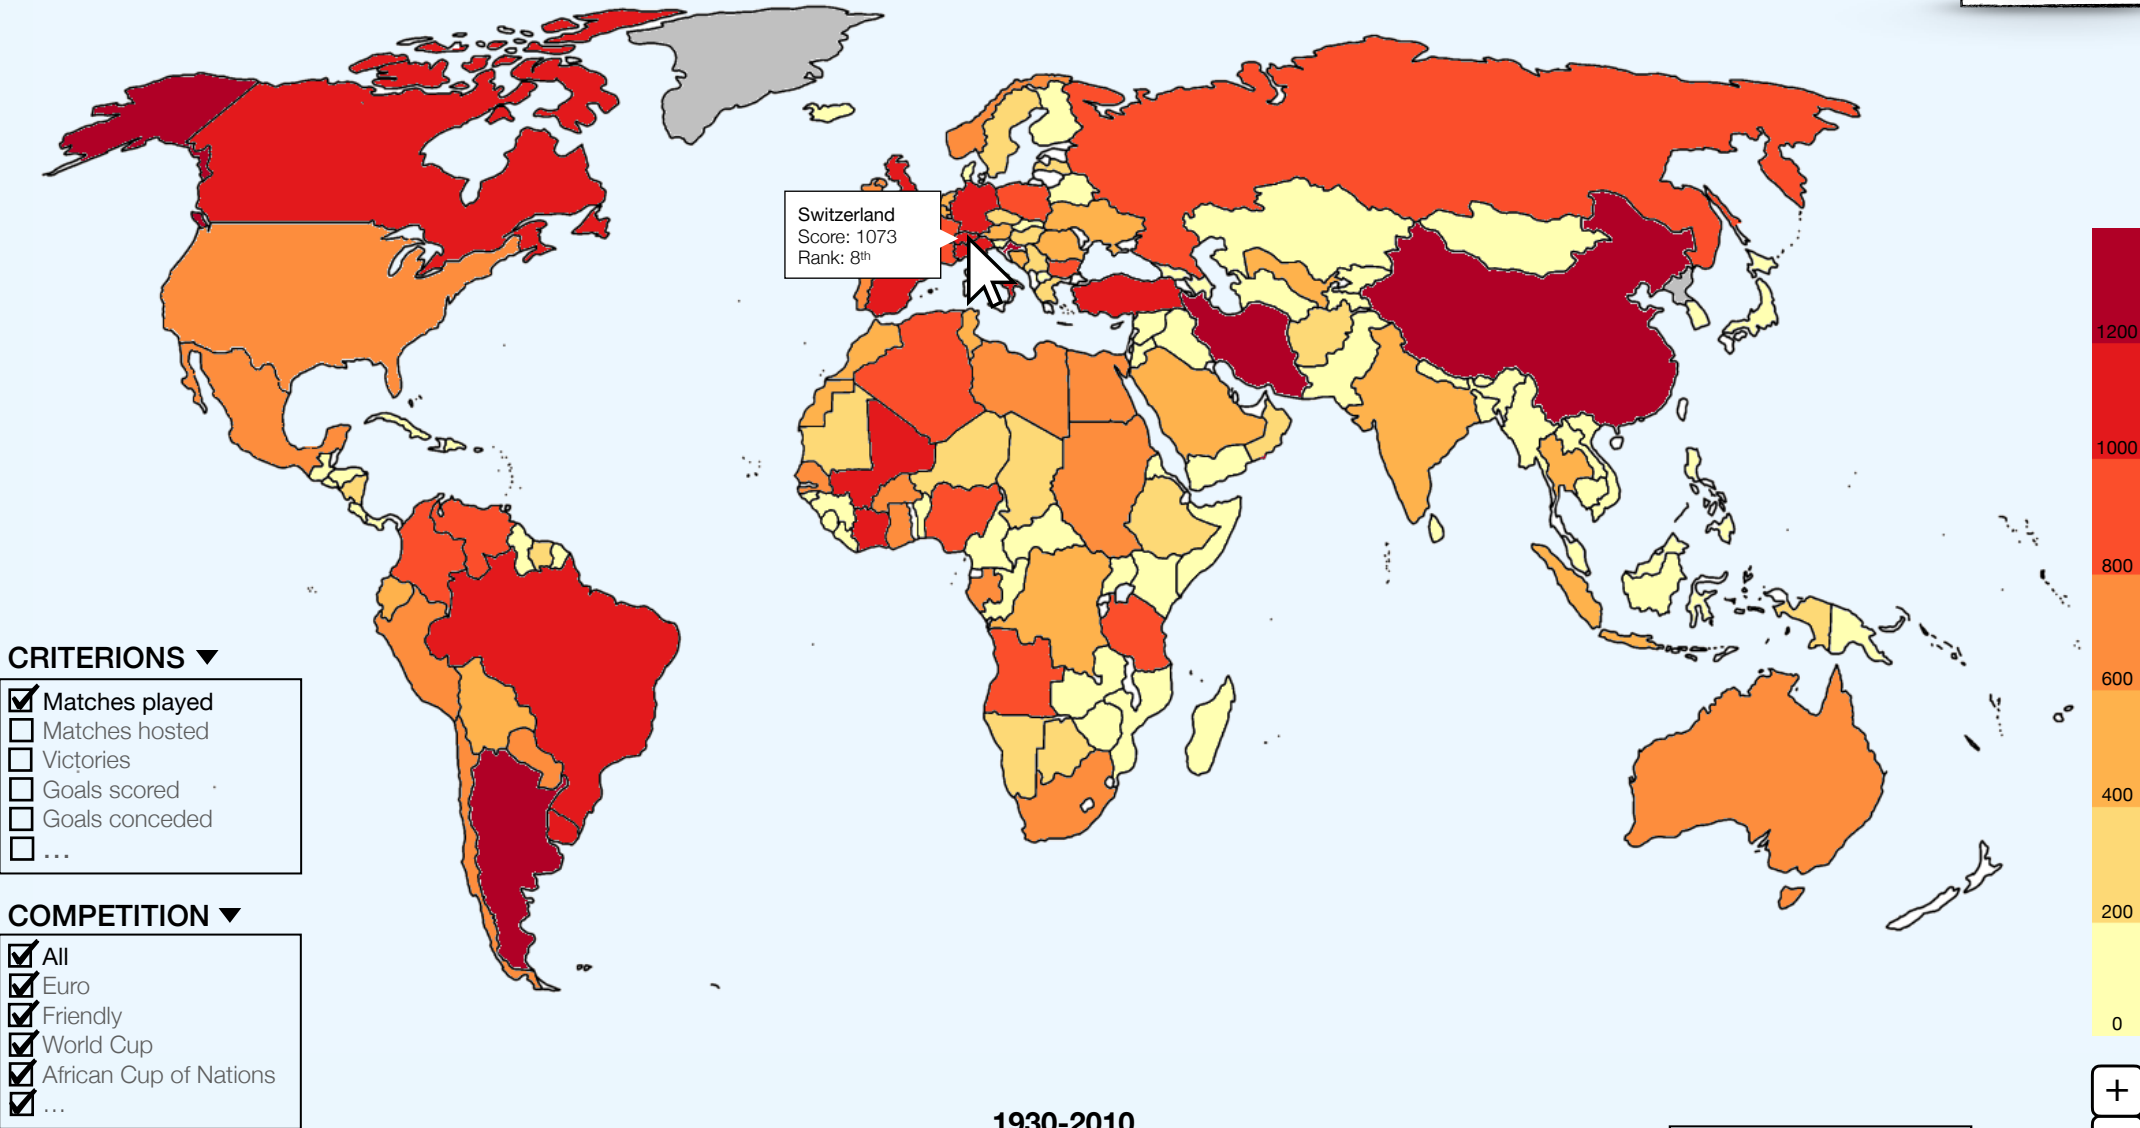 Switzerland
Score: 1073
Rank: 8th
CRITERIONS
Matches played
Matches hosted
Victories
Goals scored
Goals conceded
...
COMPETITION
All
Euro
Friendly
World Cup
African Cup of Nations
...
1200
1000
800
600
400
200
0
+
1930-2010